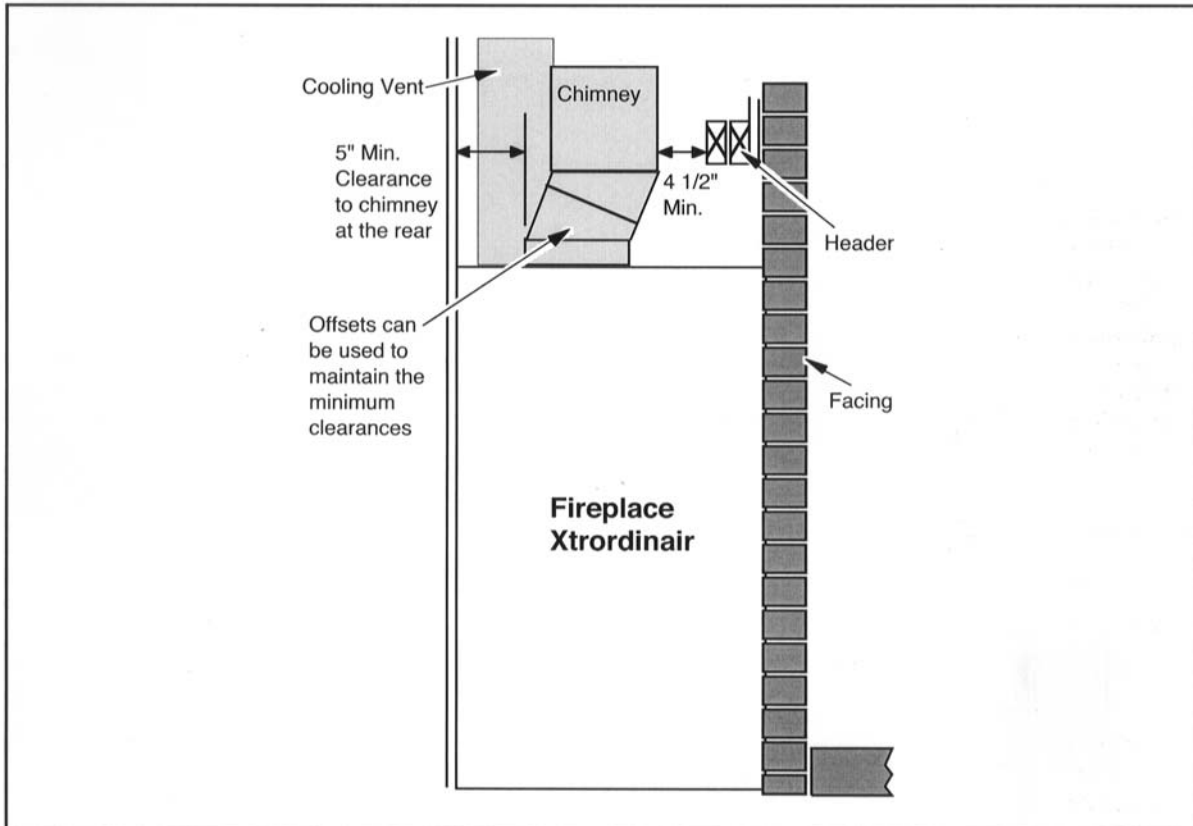 Cooling Vent
Chimney
5" Min.
Clearance
to chimney
at the rear
4 1/2"
Min.
Header
Offsets can
be used to
maintain the
minimum
clearances
Facing
Fireplace
Xtrordinair